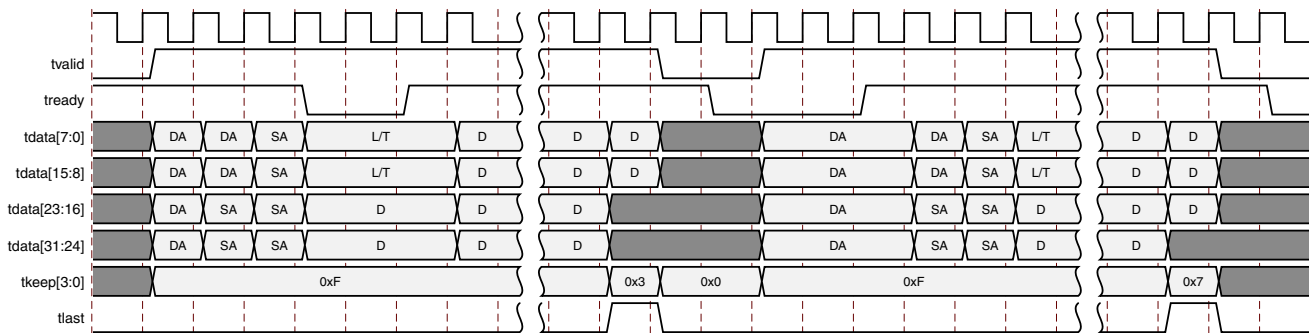 tvalid
tready
tdata[7:0] DA DA SA L/T D D D DA DA SA L/T D D
tdata[15:8] DA DA SA L/T D D D DA DA SA L/T D D
tdata[23:16] DA SA SA D D D DA SA SA D D D
tdata[31:24] DA SA SA D D D DA SA SA D D
tkeep[3:0] 0xF 0x3 0x0 0xF 0x7
tlast